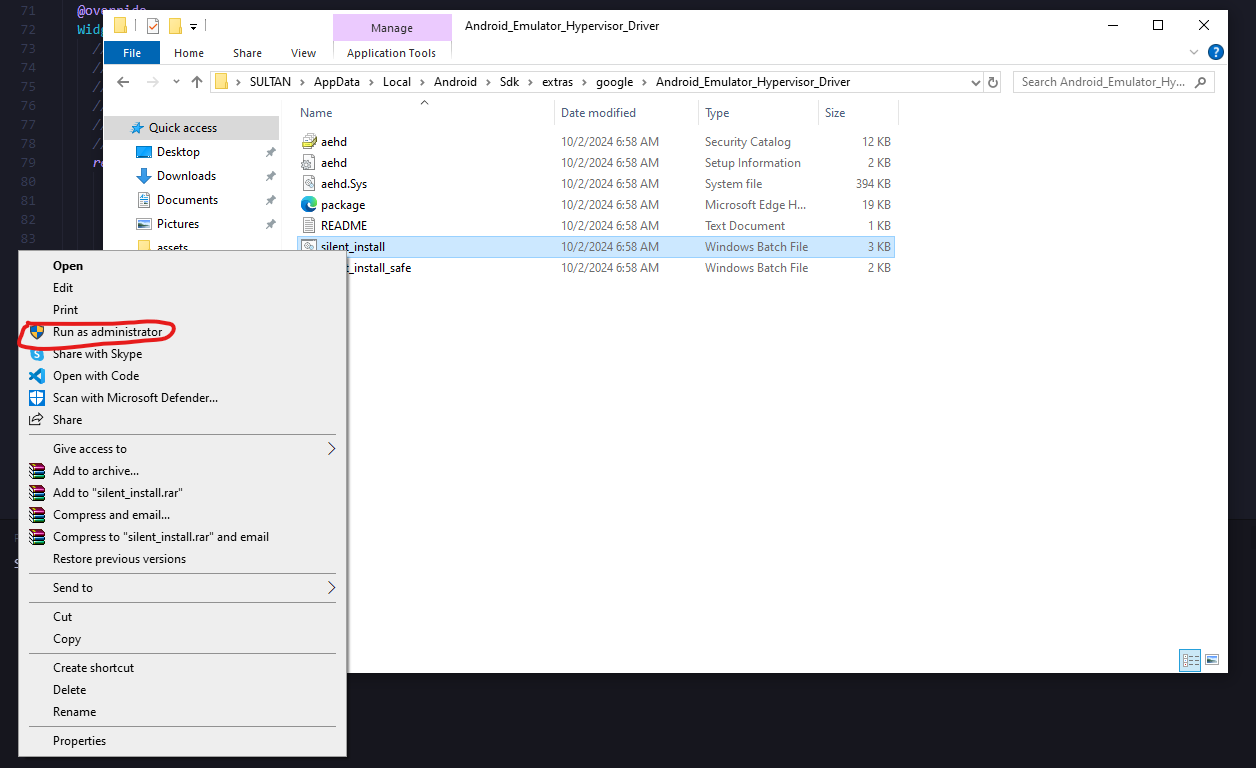 71 @override
72 Widg
73 //
74 //
75 //
76 //
77 //
78 //
79 re
80
81
82
83
Manage
Android_Emulator_Hypervisor_Driver
File Home Share View Application Tools
SULTAN > AppData > Local > Android > Sdk > extras > google > Android_Emulator_Hypervisor_Driver
Search Android_Emulator_Hy...
Name Date modified Type Size
Quick access
Desktop
Downloads
Documents
Pictures
assets
aehd 10/2/2024 6:58 AM Security Catalog 12 KB
aehd 10/2/2024 6:58 AM Setup Information 2 KB
aehd.Sys 10/2/2024 6:58 AM System file 394 KB
package 10/2/2024 6:58 AM Microsoft Edge H... 19 KB
README 10/2/2024 6:58 AM Text Document 1 KB
silent_install 10/2/2024 6:58 AM Windows Batch File 3 KB
t_install_safe 10/2/2024 6:58 AM Windows Batch File 2 KB
Open
Edit
Print
Run as administrator
Share with Skype
Open with Code
Scan with Microsoft Defender...
Share
Give access to
Add to archive...
Add to "silent_install.rar"
Compress and email...
Compress to "silent_install.rar" and email
Restore previous versions
Send to
Cut
Copy
Create shortcut
Delete
Rename
Properties